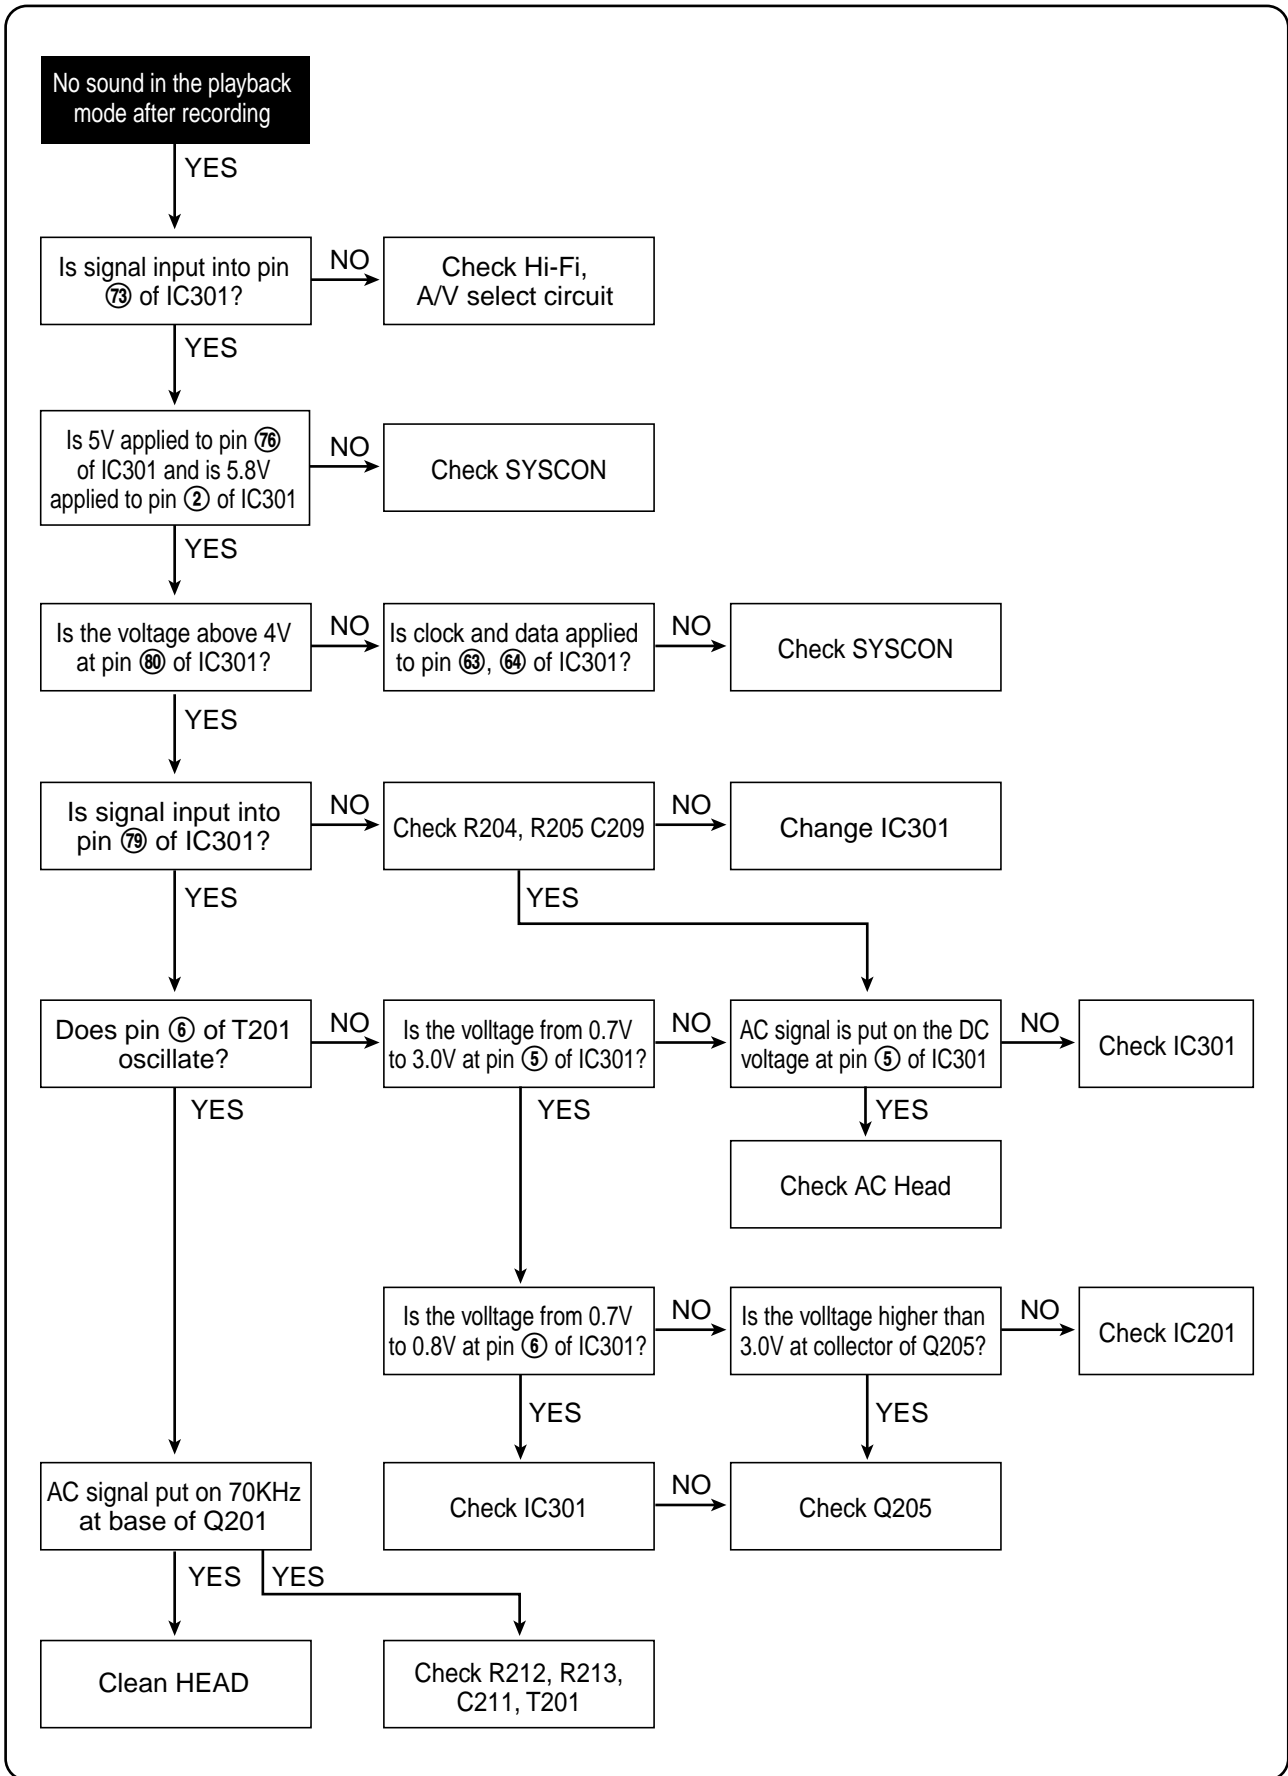 No sound in the playback
mode after recording
YES
Is signal input into pin
㊼ of IC301?
NO
Check Hi-Fi,
A/V select circuit
YES
Is 5V applied to pin 76
of IC301 and is 5.8V
applied to pin ② of IC301
NO
Check SYSCON
YES
Is the voltage above 4V
at pin 80 of IC301?
NO
Is clock and data applied
to pin 63, 64 of IC301?
NO
Check SYSCON
YES
Is signal input into
pin 79 of IC301?
NO
Check R204, R205 C209
NO
Change IC301
YES
YES
Does pin ⑥ of T201
oscillate?
NO
Is the volltage from 0.7V
to 3.0V at pin ⑤ of IC301?
NO
AC signal is put on the DC
voltage at pin ⑤ of IC301
NO
Check IC301
YES
YES
YES
Check AC Head
Is the volltage from 0.7V
to 0.8V at pin ⑥ of IC301?
NO
Is the volltage higher than
3.0V at collector of Q205?
NO
Check IC201
YES
YES
AC signal put on 70KHz
at base of Q201
Check IC301
NO
Check Q205
YES
YES
Clean HEAD
Check R212, R213,
C211, T201